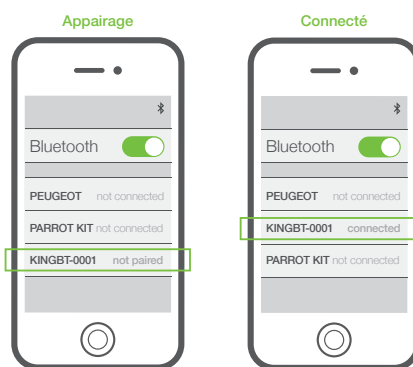 Appairage
Bluetooth
PEUGEOT not connected
PARROT KIT not connected
KINGBT-0001 not paired
Connecté
Bluetooth
PEUGEOT not connected
KINGBT-0001 connected
PARROT KIT not connected